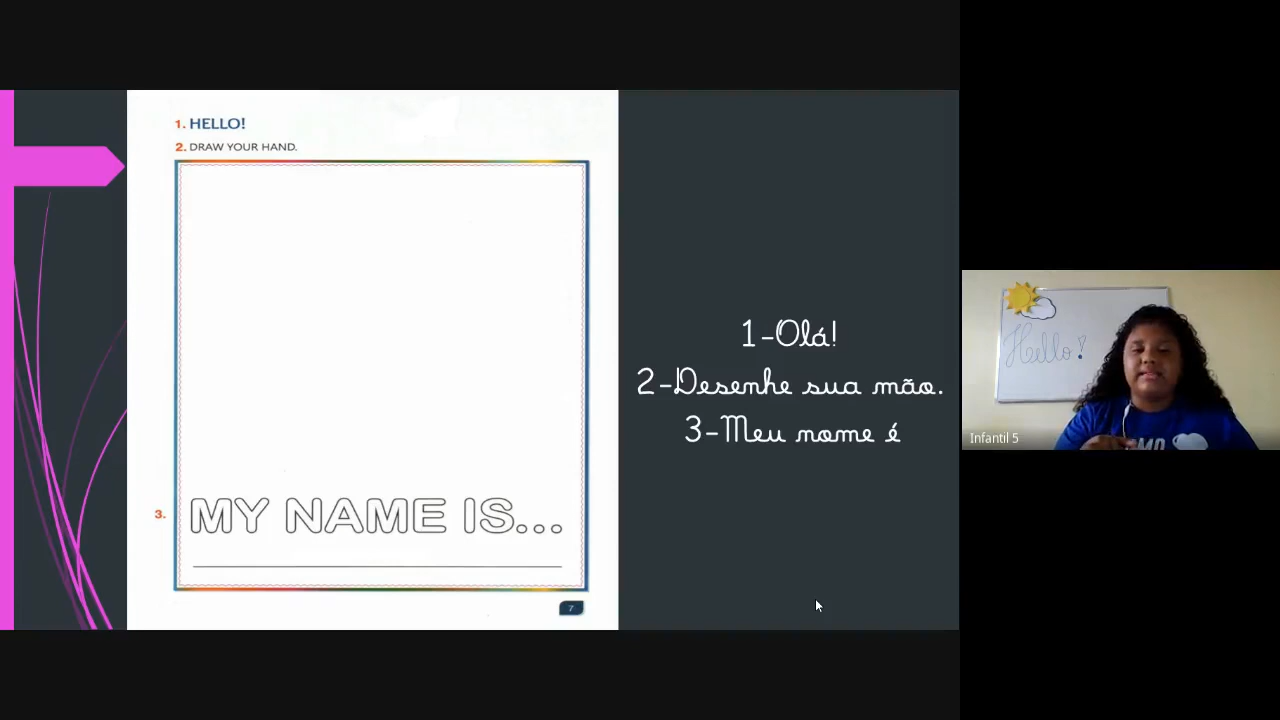 1. HELLO!
2. DRAW YOUR HAND.
3. MY NAME IS...
7
1-Olá!
2-Desenhe sua mão.
3-Meu nome é
Hello!
Infantil 5